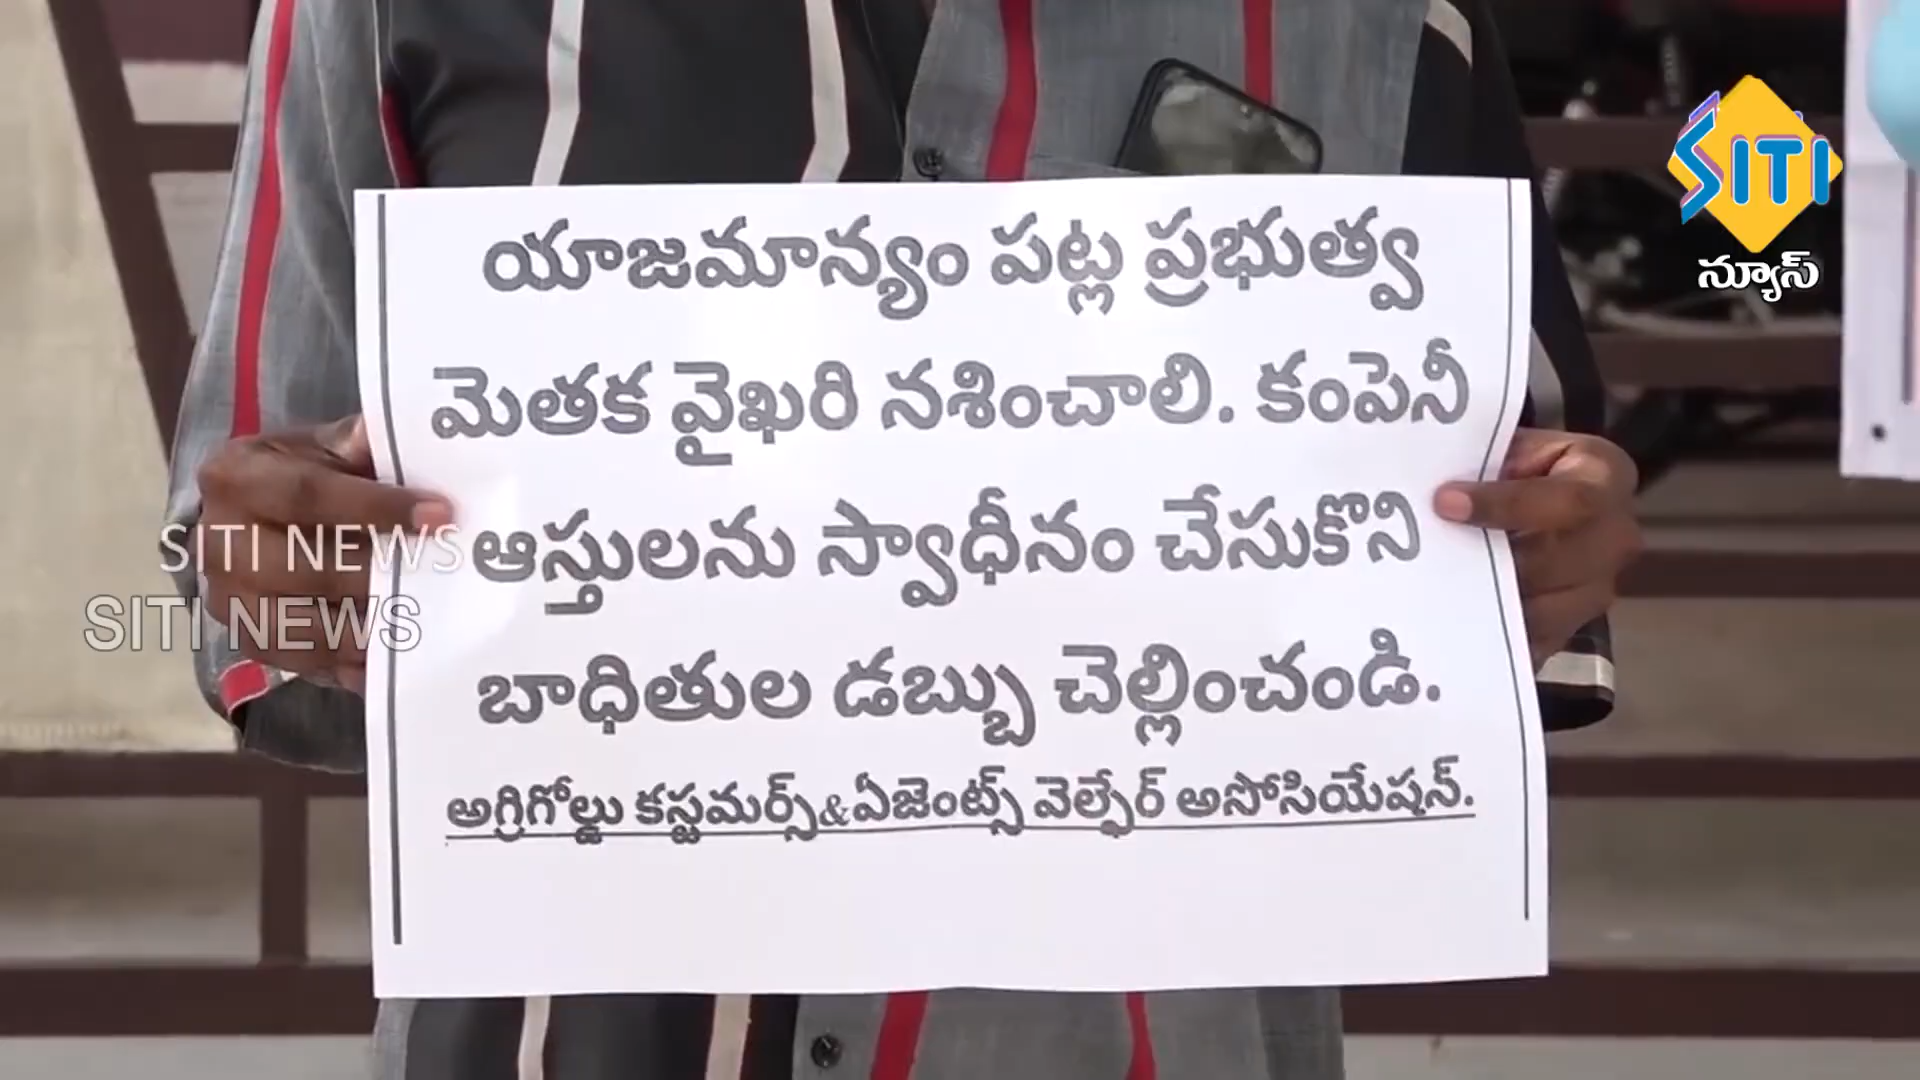 యాజమాన్యం పట్ల ప్రభుత్వ
మెతక వైఖరి నశించాలి. కంపెనీ
ఆస్తులను స్వాధీనం చేసుకొని
బాధితుల డబ్బు చెల్లించండి.
అగ్రిగోల్డు కస్టమర్స్&ఏజెంట్స్ వెల్ఫేర్ అసోసియేషన్.
SITI
న్యూస్
SITI NEWS
SITI NEWS